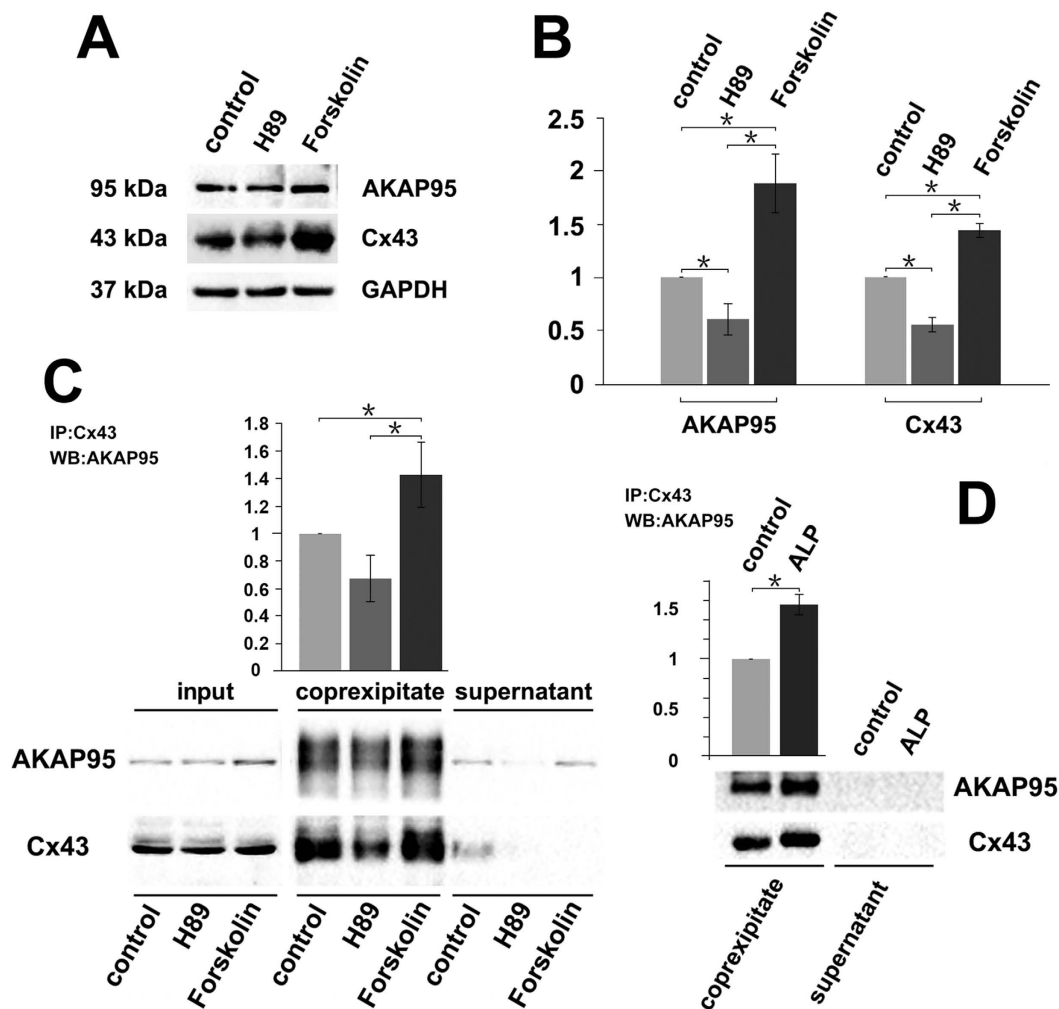 A
control
H89
Forskolin
95 kDa
AKAP95
43 kDa
Cx43
37 kDa
GAPDH
B
control
H89
Forskolin
control
H89
Forskolin
2.5
2
1.5
1
0.5
0
*
*
*
*
*
*
AKAP95
Cx43
C
IP:Cx43
WB:AKAP95
1.8
1.6
1.4
1.2
1
0.8
0.6
0.4
0.2
0
*
*
input
coprexipitate
supernatant
AKAP95
Cx43
control
H89
Forskolin
control
H89
Forskolin
control
H89
Forskolin
D
IP:Cx43
WB:AKAP95
control
ALP
*
1.5
1
0.5
0
control
ALP
AKAP95
Cx43
coprexipitate
supernatant